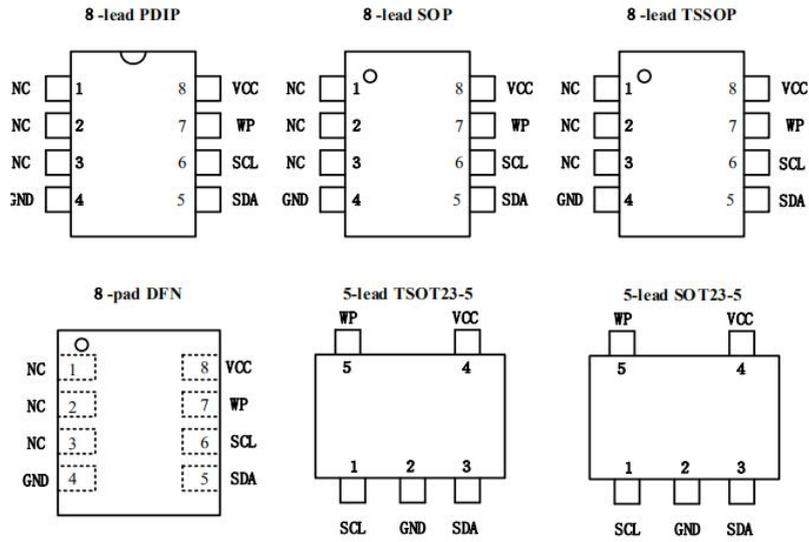 8 -lead PDIP 8 -lead SOP 8 -lead TSSOP
NC 1 8 VCC NC 1 8 VCC NC 1 8 VCC
NC 2 7 WP NC 2 7 WP NC 2 7 WP
NC 3 6 SCL NC 3 6 SCL NC 3 6 SCL
GND 4 5 SDA GND 4 5 SDA GND 4 5 SDA
8 -pad DFN 5-lead TSOT23-5 5-lead SOT23-5
WP VCC WP VCC
NC 1 8 VCC 5 4 5 4
NC 2 7 WP
NC 3 6 SCL
GND 4 5 SDA 1 2 3 1 2 3
SCL GND SDA SCL GND SDA